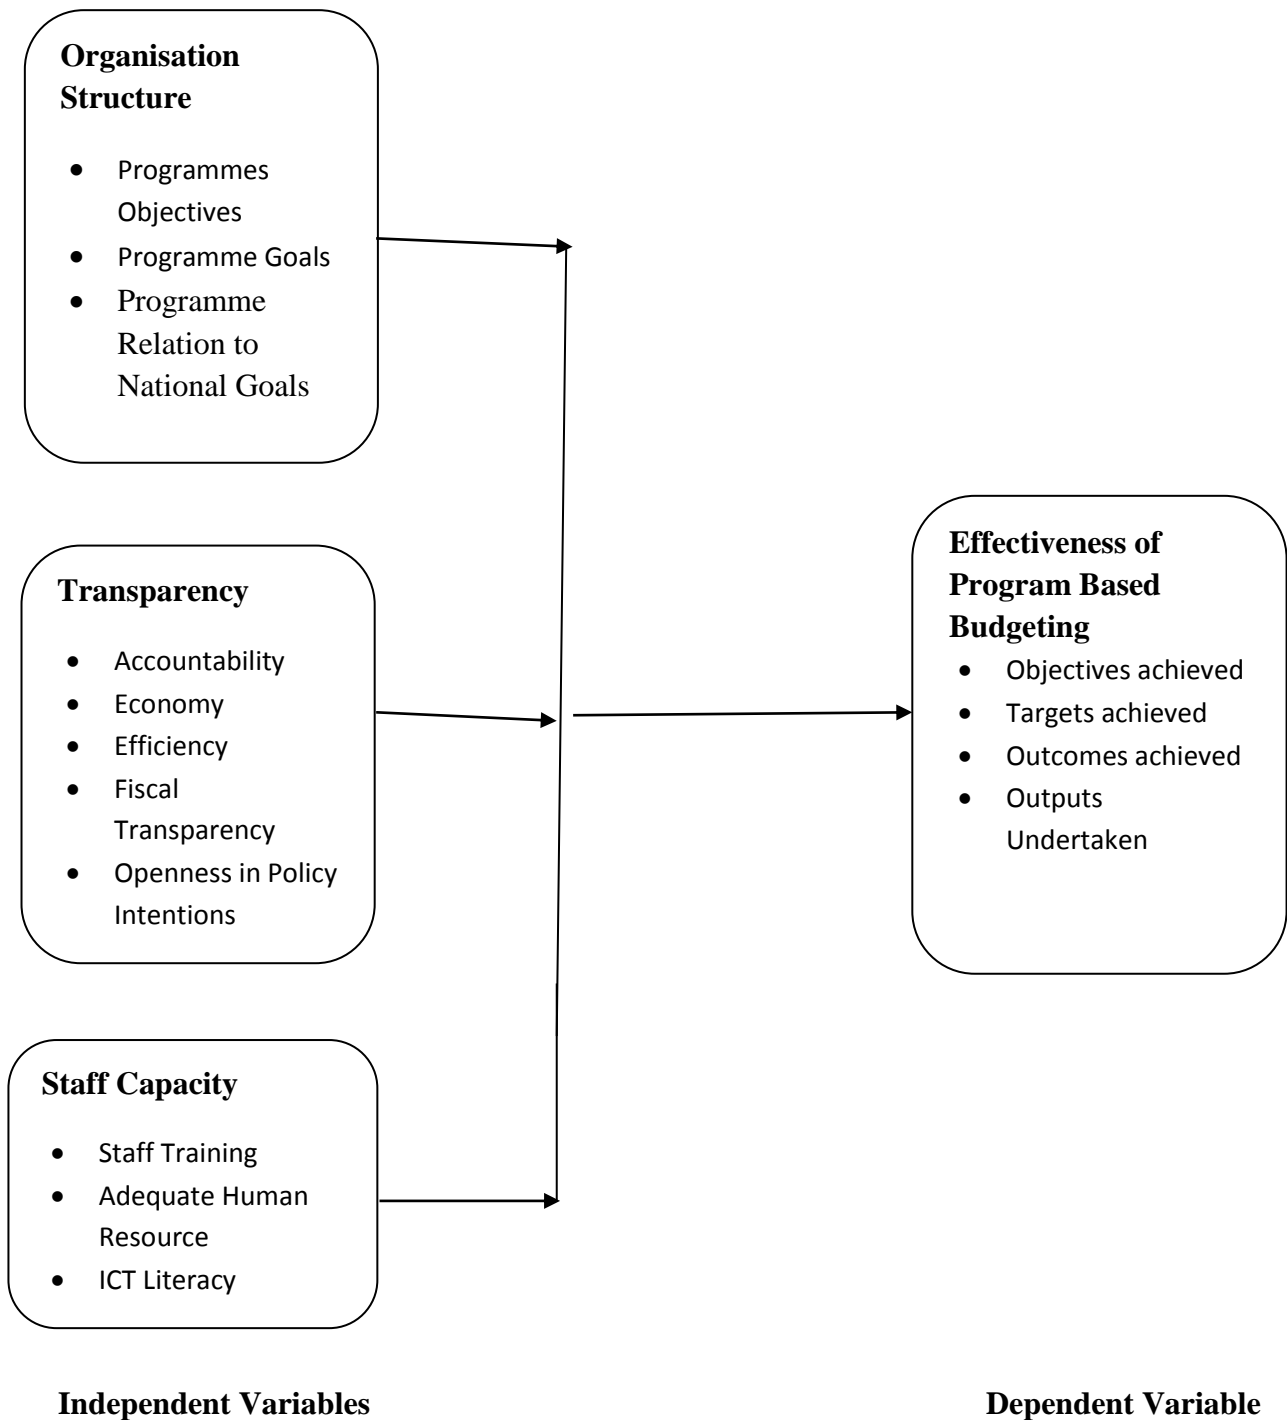 Organisation
Structure
• Programmes
Objectives
• Programme Goals
• Programme
Relation to
National Goals
Transparency
• Accountability
• Economy
• Efficiency
• Fiscal
Transparency
• Openness in Policy
Intentions
Staff Capacity
• Staff Training
• Adequate Human
Resource
• ICT Literacy
Effectiveness of
Program Based
Budgeting
• Objectives achieved
• Targets achieved
• Outcomes achieved
• Outputs
Undertaken
Independent Variables
Dependent Variable